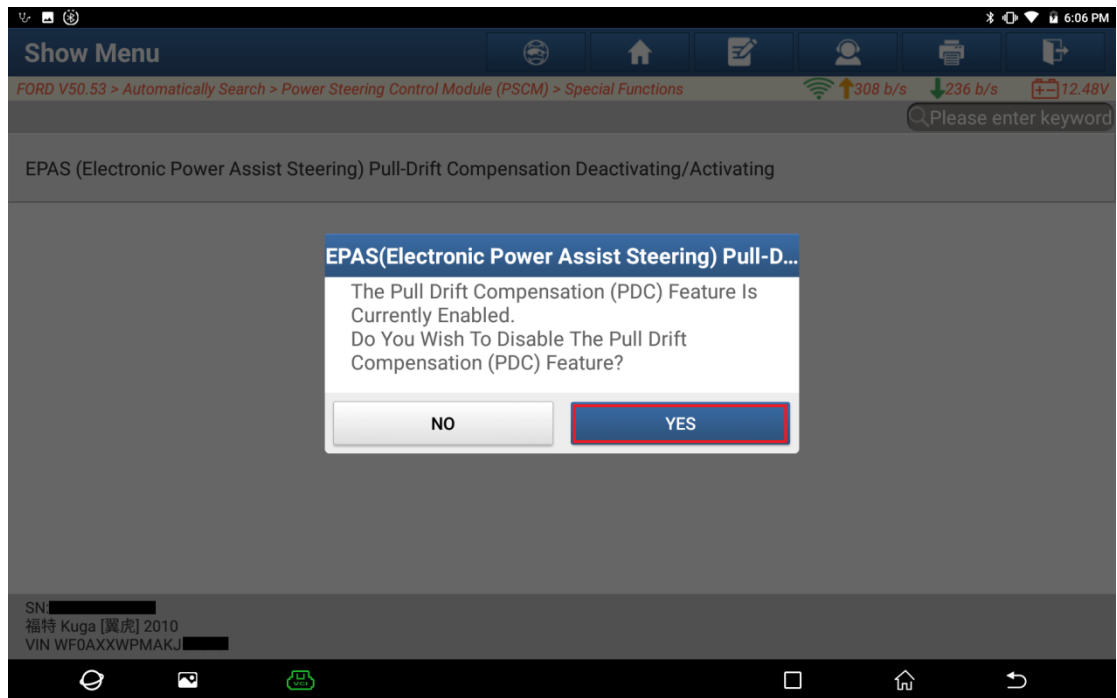 6:06 PM
Show Menu
FORD V50.53 > Automatically Search > Power Steering Control Module (PSCM) > Special Functions
308 b/s
236 b/s
12.48V
Please enter keyword
EPAS (Electronic Power Assist Steering) Pull-Drift Compensation Deactivating/Activating
EPAS(Electronic Power Assist Steering) Pull-D...
The Pull Drift Compensation (PDC) Feature Is
Currently Enabled.
Do You Wish To Disable The Pull Drift
Compensation (PDC) Feature?
NO
YES
SN:
福特 Kuga [翼虎] 2010
VIN WF0AXXWPMAKJ
VCI